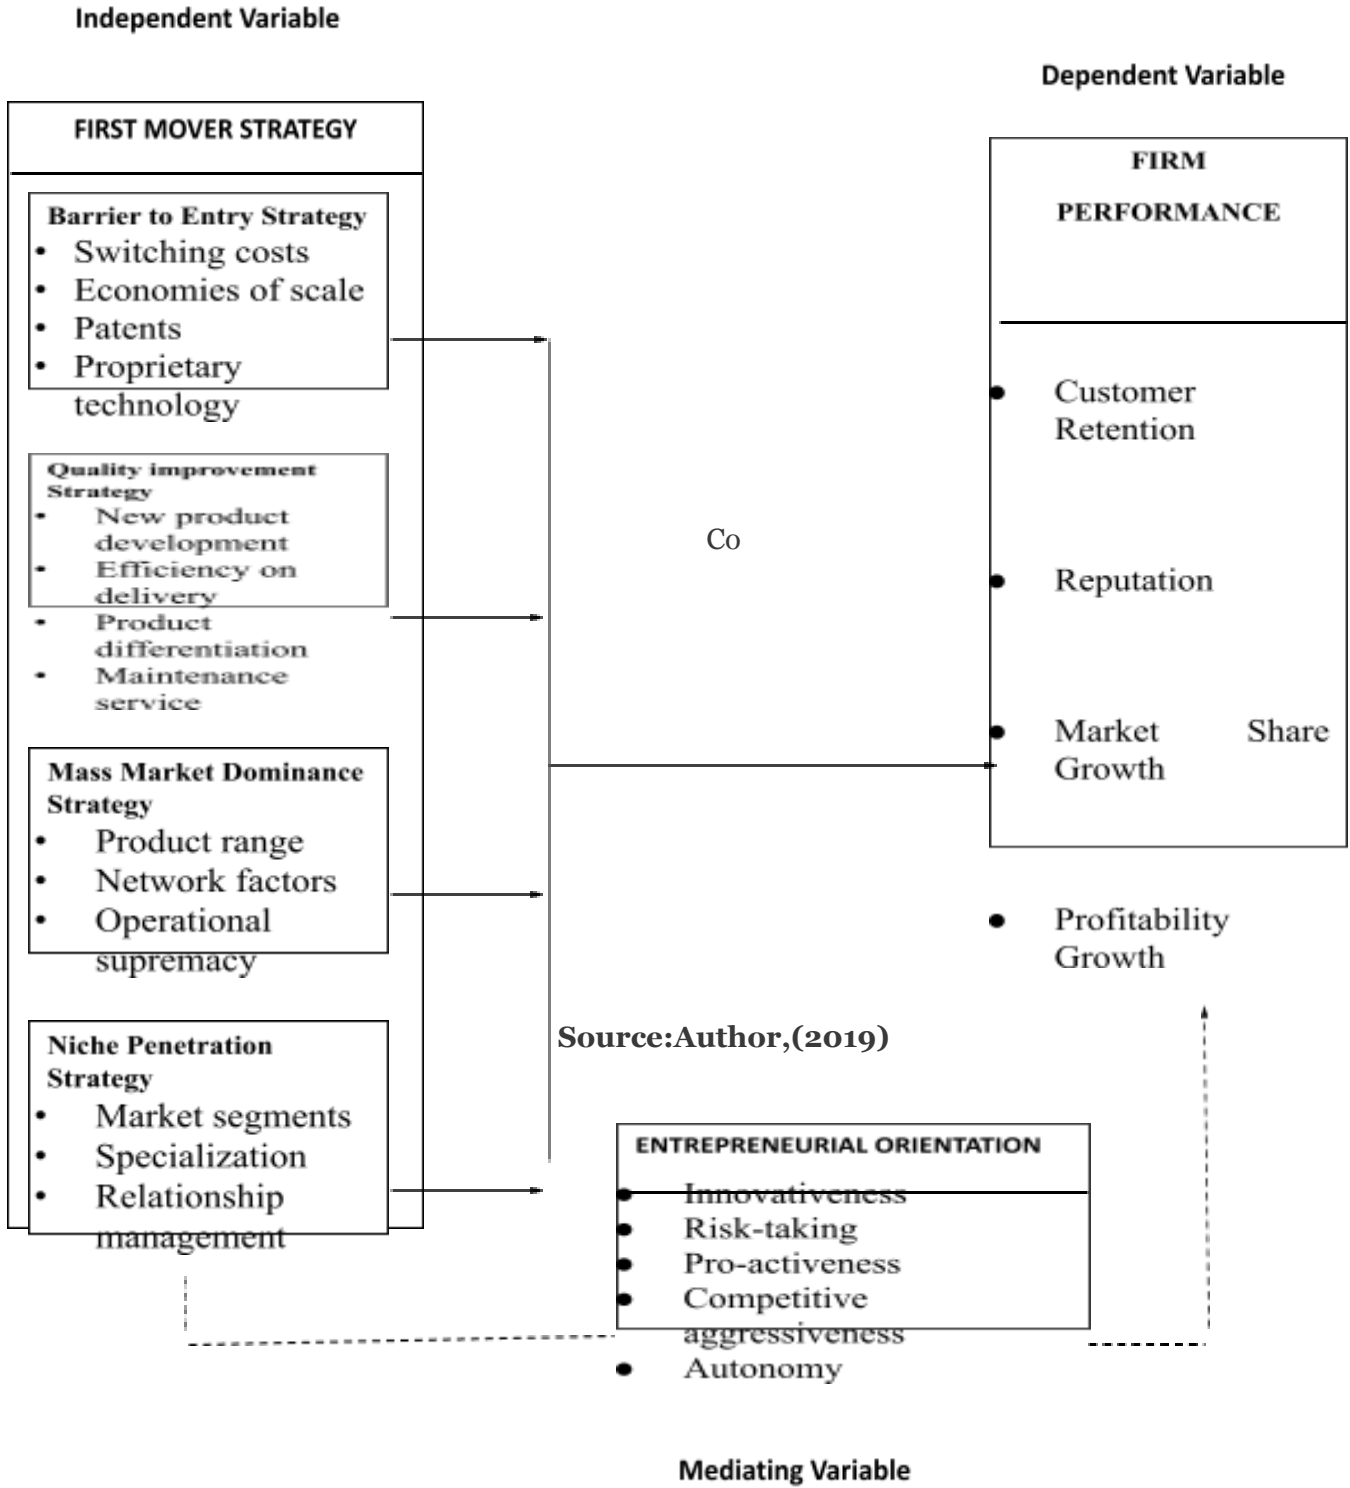 Independent Variable
Dependent Variable
FIRST MOVER STRATEGY
Barrier to Entry Strategy
• Switching costs
• Economies of scale
• Patents
• Proprietary
technology
Quality improvement
Strategy
• New product
development
• Efficiency on
delivery
• Product
differentiation
• Maintenance
service
Mass Market Dominance
Strategy
• Product range
• Network factors
• Operational
supremacy
Niche Penetration
Strategy
• Market segments
• Specialization
• Relationship
management
Co
FIRM
PERFORMANCE
● Customer
Retention
● Reputation
● Market Share
Growth
● Profitability
Growth
Source:Author,(2019)
ENTREPRENEURIAL ORIENTATION
● Innovativeness
● Risk-taking
● Pro-activeness
● Competitive
aggressiveness
● Autonomy
Mediating Variable